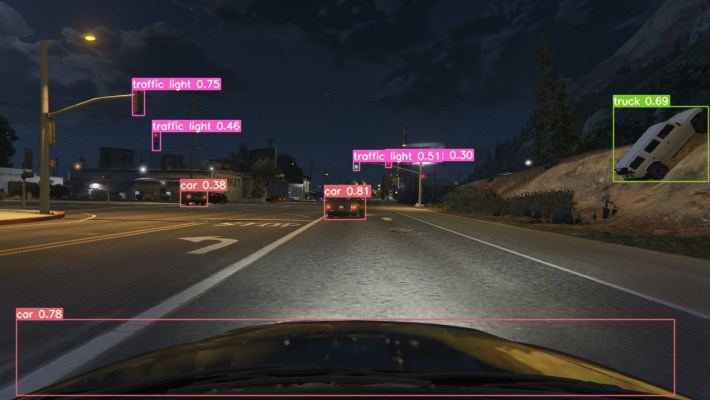 traffic light 0.75
truck 0.69
traffic light 0.46
traffic light 0.51
0.30
car 0.38
car 0.81
STOP
car 0.78